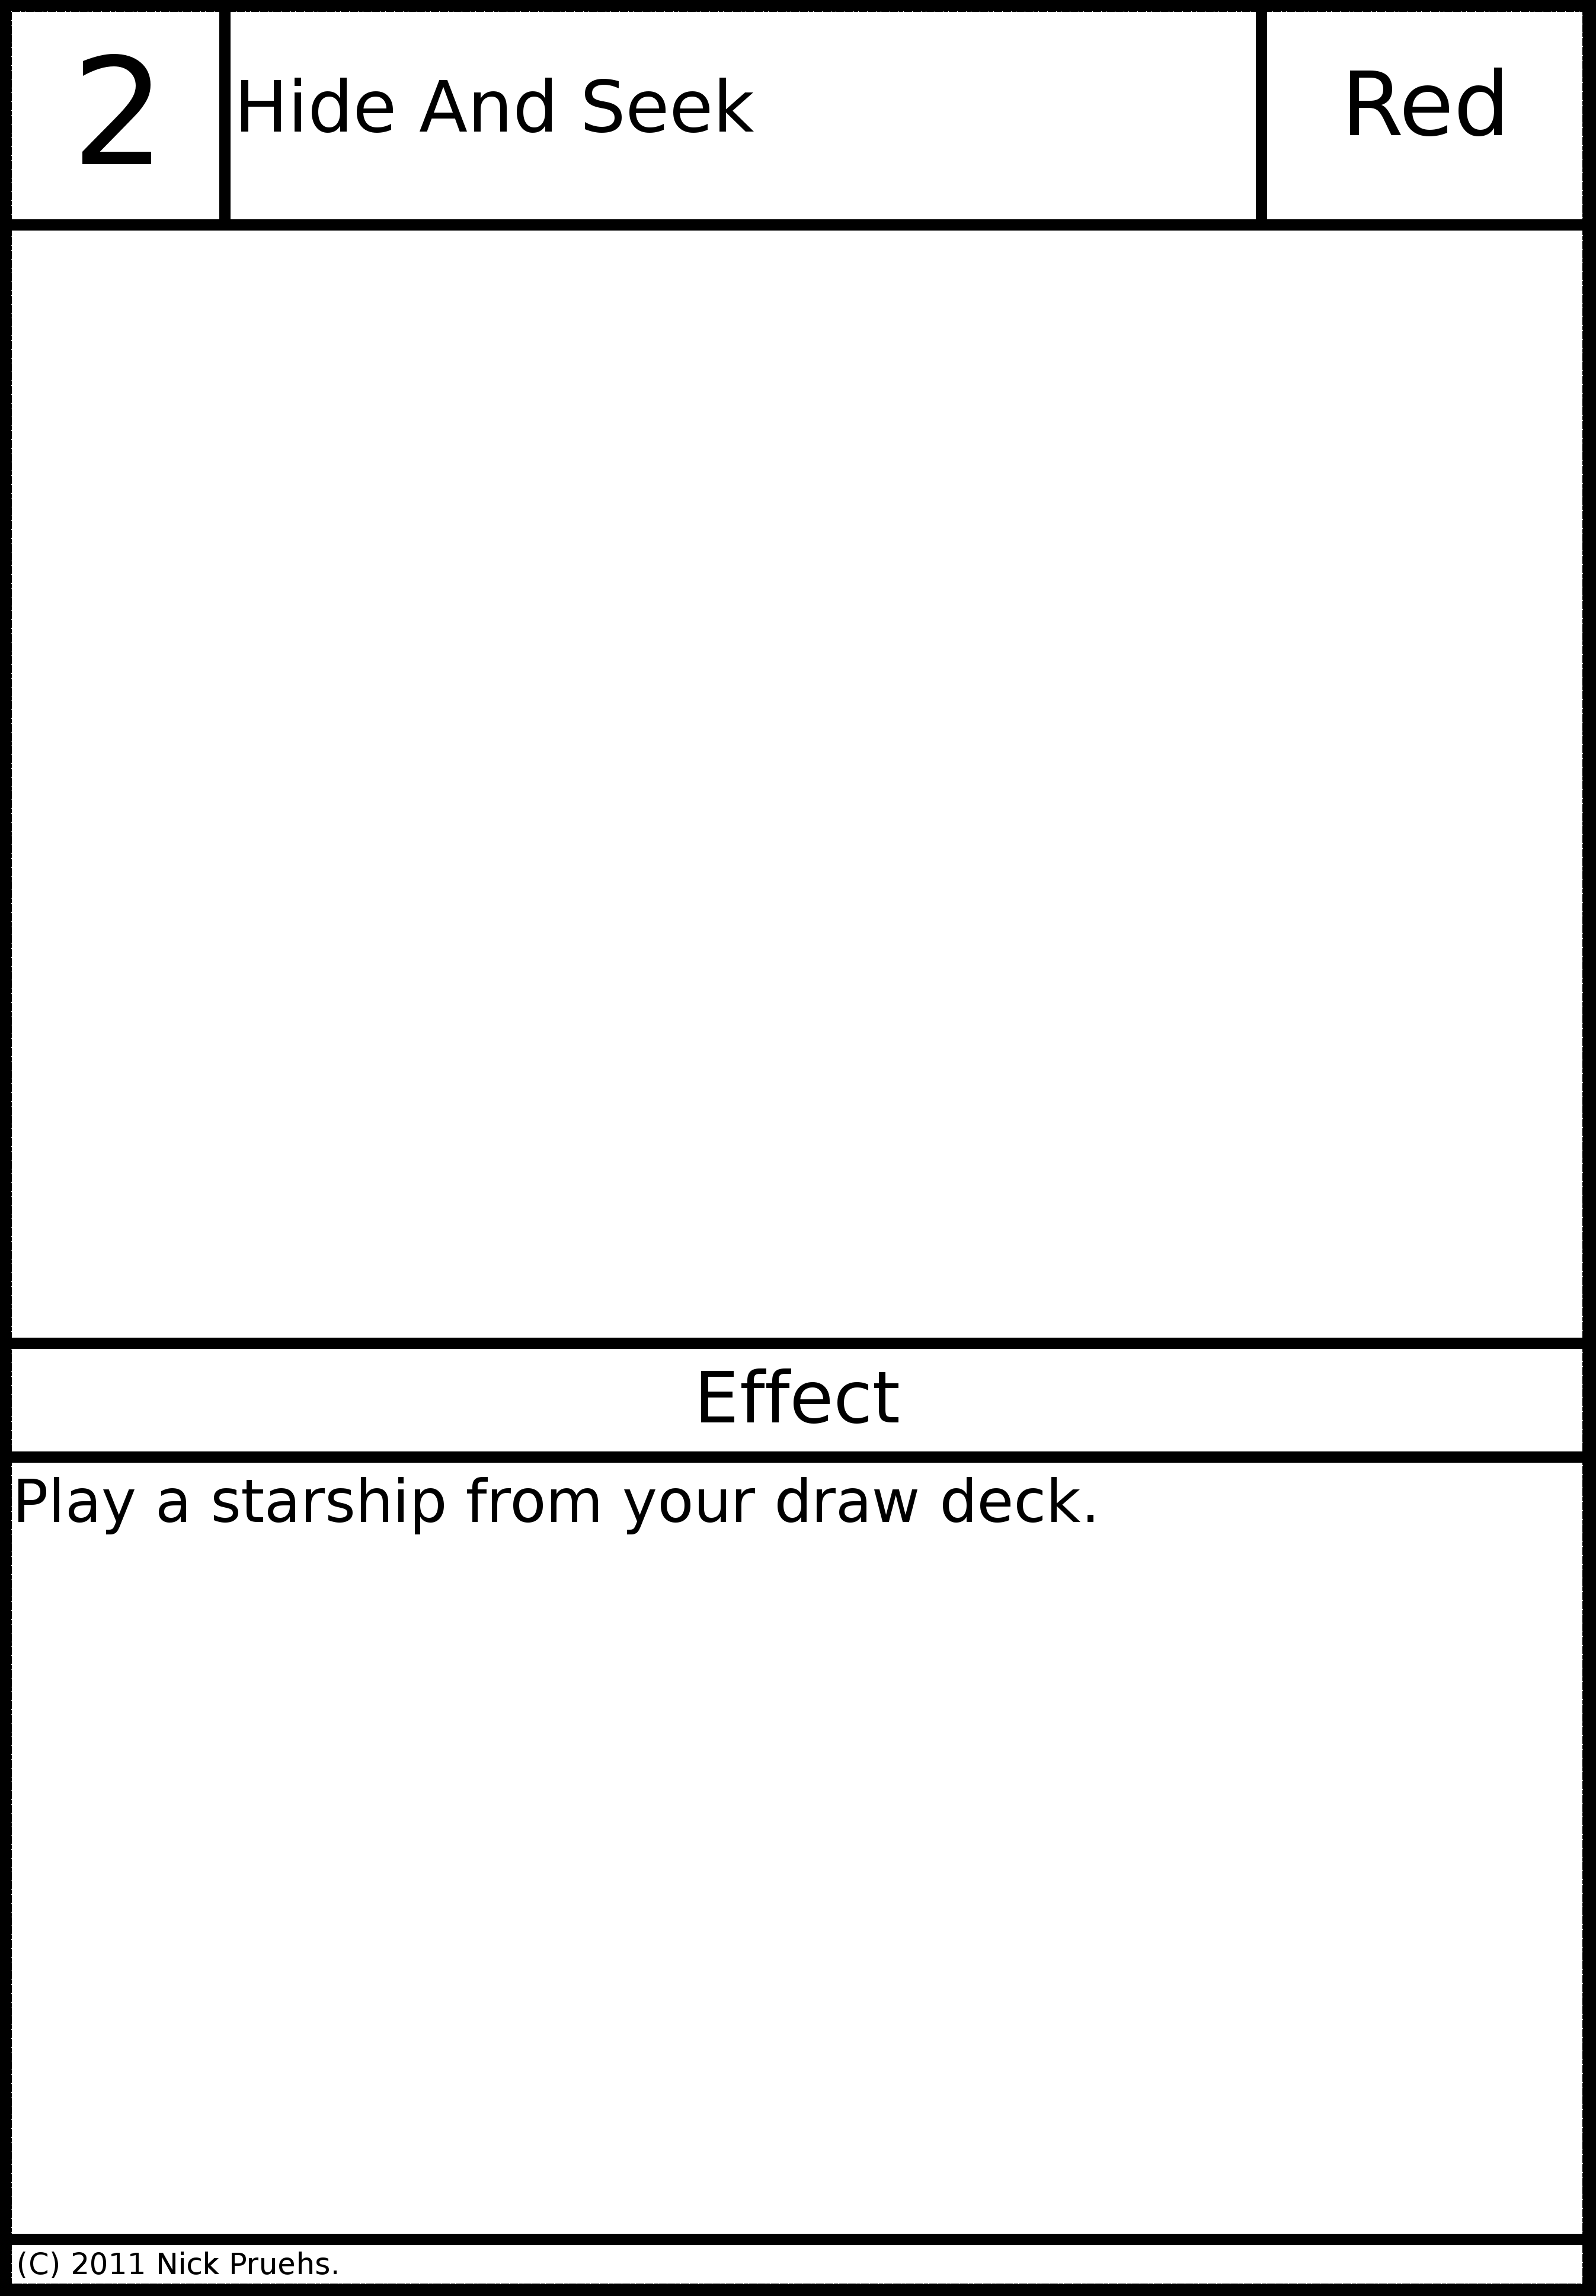 2
Hide And Seek
Red
Effect
Play a starship from your draw deck.
(C) 2011 Nick Pruehs.